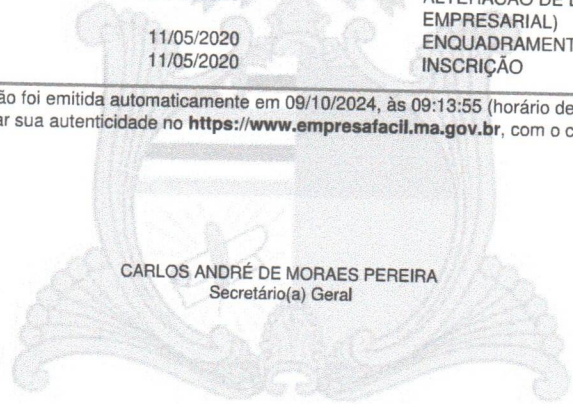 EMPRESARIAL)
11/05/2020 ENQUADRAMENT
11/05/2020 INSCRIÇÃO
ão foi emitida automaticamente em 09/10/2024, às 09:13:55 (horário de
ar sua autenticidade no https://www.empresafacil.ma.gov.br, com o c
CARLOS ANDRÉ DE MORAES PEREIRA
Secretário(a) Geral